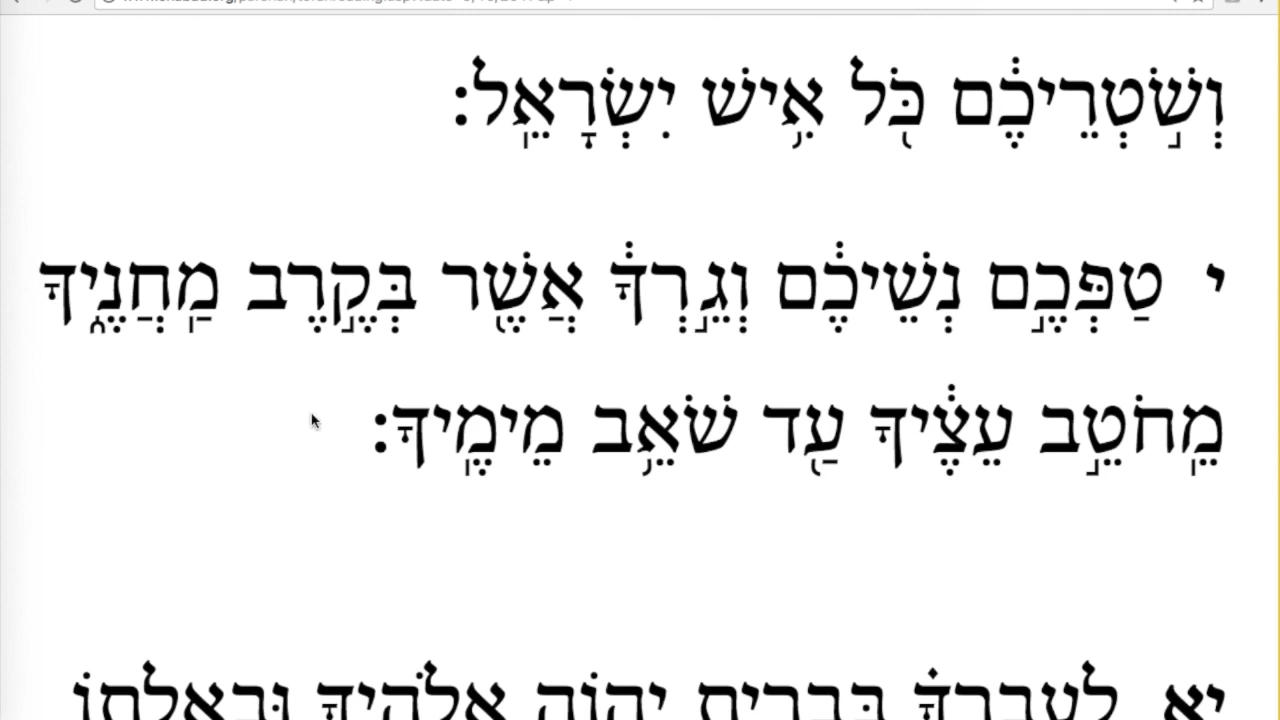 וְשֹׁ֣טְרֵיכֶ֔ם כֹּ֖ל אִ֥ישׁ יִשְׂרָאֵֽל׃
י טַפְּכֶ֣ם נְשֵׁיכֶ֔ם וְגֵ֣רְךָ֔ אֲשֶׁ֖ר בְּקֶ֣רֶב מַֽחֲנֶ֑יךָ
מֵֽחֹטֵ֣ב עֵצֶ֔יךָ עַ֖ד שֹׁאֵ֥ב מֵימֶֽיךָ׃
יא לְעָבְרְךָ֗ בִּבְרִ֛ית יְהוָֹ֥ה אֱלֹהֶ֖יךָ וּבְאָֽלָת֑וֹ